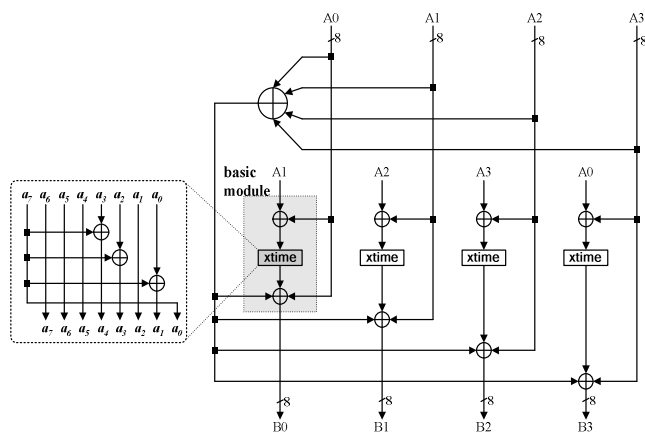 A0 A1 A2 A3
8 8 8 8
basic module
A1 A2 A3 A0
a7 a6 a5 a4 a3 a2 a1 a0
xtime xtime xtime xtime
a7 a6 a5 a4 a3 a2 a1 a0
8 8 8 8
B0 B1 B2 B3